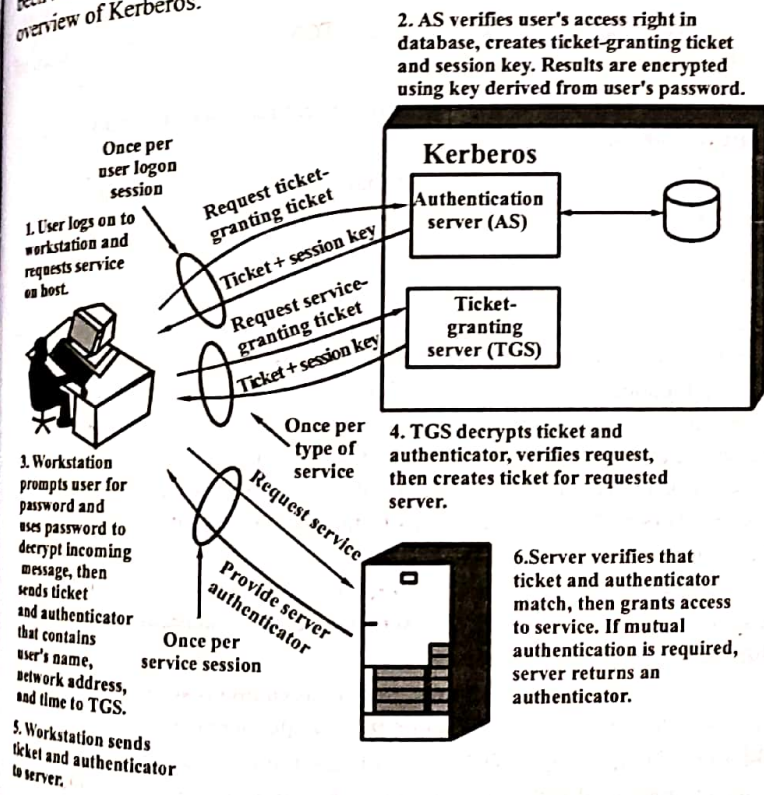 overview of Kerberos.
2. AS verifies user's access right in
database, creates ticket-granting ticket
and session key. Results are encrypted
using key derived from user's password.
Once per
user logon
session
1. User logs on to
workstation and
requests service
on host.
Request ticket-
granting ticket
Ticket + session key
Request service-
granting ticket
Ticket + session key
Kerberos
Authentication
server (AS)
Ticket-
granting
server (TGS)
Once per
type of
service
4. TGS decrypts ticket and
authenticator, verifies request,
then creates ticket for requested
server.
3. Workstation
prompts user for
password and
uses password to
decrypt incoming
message, then
sends ticket
and authenticator
that contains
user's name,
network address,
and time to TGS.
Request service
Provide server
authenticator
Once per
service session
6.Server verifies that
ticket and authenticator
match, then grants access
to service. If mutual
authentication is required,
server returns an
authenticator.
5. Workstation sends
ticket and authenticator
to server.